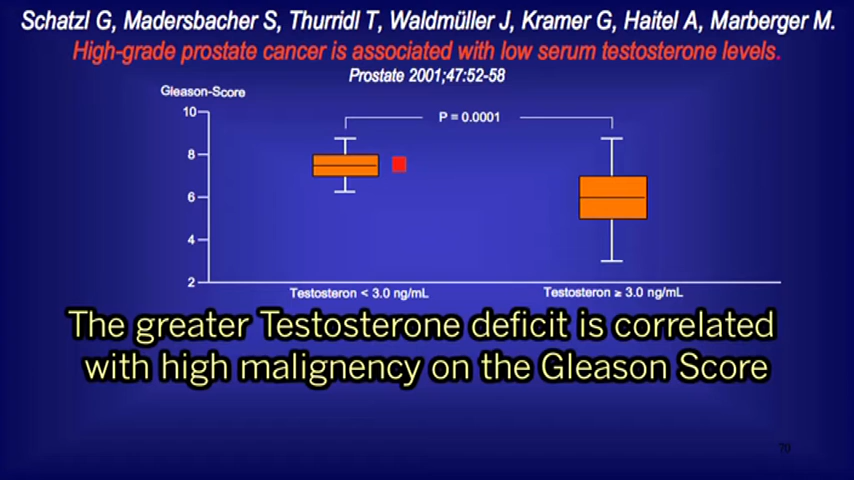 Schatzl G, Madersbacher S, Thurridl T, Waldmüller J, Kramer G, Haitel A, Marberger M.
High-grade prostate cancer is associated with low serum testosterone levels.
Prostate 2001;47:52-58
Gleason-Score
10
P = 0.0001
8
6
4
2
Testosteron < 3.0 ng/mL
Testosteron ≥ 3.0 ng/mL
The greater Testosterone deficit is correlated
with high malignency on the Gleason Score
70